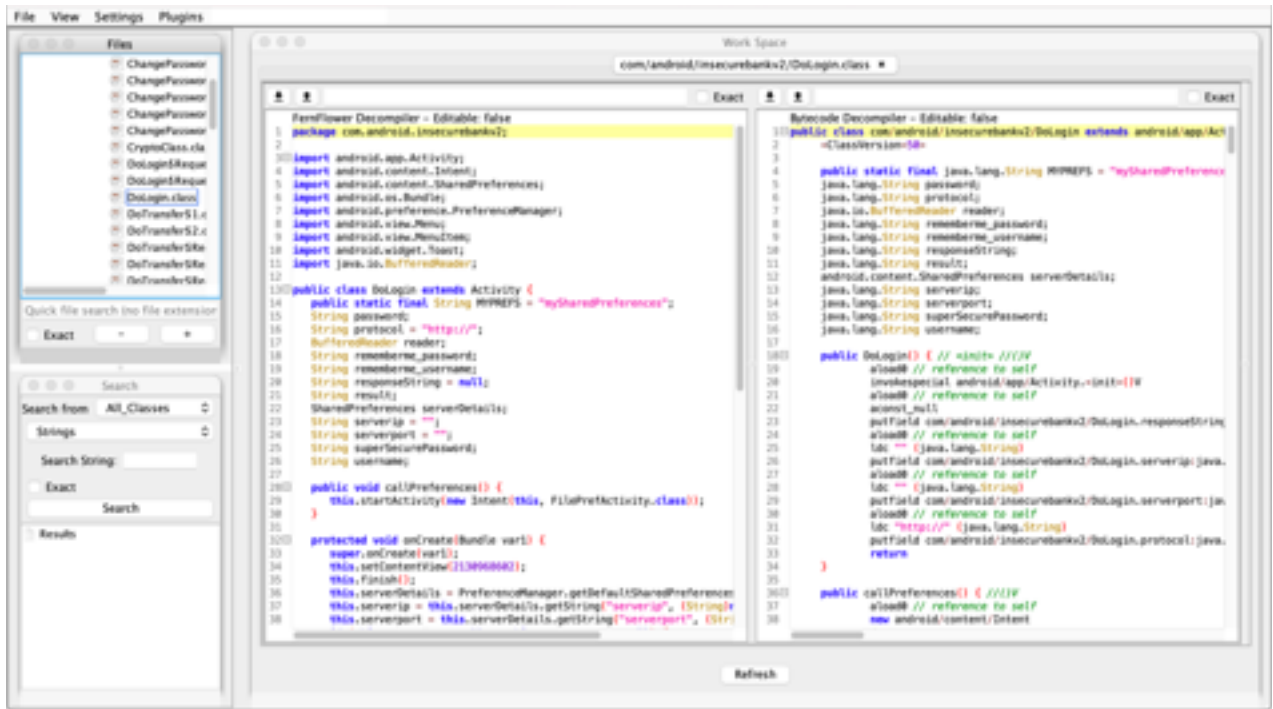 File View Settings Plugins
Files
ChangePasswor
ChangePasswor
ChangePasswor
ChangePasswor
ChangePasswor
CryptoClass.cla
DoLogin$Reque
DoLogin$Reque
DoLogin.class
DoTransfer$1.c
DoTransfer$2.c
DoTransfer$Re
DoTransfer$Re
DoTransfer$Re
Quick file search (no file extension
Exact - +
Search
Search from All_Classes
Strings
Search String:
Exact
Search
Results
Work Space
com/android/insecurebankv2/DoLogin.class ×
Exact
FernFlower Decompiler - Editable: false
1 package com.android.insecurebankv2;
2
3 import android.app.Activity;
4 import android.content.Intent;
5 import android.content.SharedPreferences;
6 import android.os.Bundle;
7 import android.preference.PreferenceManager;
8 import android.view.Menu;
9 import android.view.MenuItem;
10 import android.widget.Toast;
11 import java.io.BufferedReader;
12
13 public class DoLogin extends Activity {
14 public static final String MYPREFS = "mySharedPreferences";
15 String password;
16 String protocol = "http://";
17 BufferedReader reader;
18 String rememberme_password;
19 String rememberme_username;
20 String responseString = null;
21 String result;
22 SharedPreferences serverDetails;
23 String serverip = "";
24 String serverport = "";
25 String superSecurePassword;
26 String username;
27
28 public void callPreferences() {
29 this.startActivity(new Intent(this, FilePrefActivity.class));
30 }
31
32 protected void onCreate(Bundle var1) {
33 super.onCreate(var1);
34 this.setContentView(2130968602);
35 this.finish();
36 this.serverDetails = PreferenceManager.getDefaultSharedPreferences
37 this.serverip = this.serverDetails.getString("serverip", (String)n
38 this.serverport = this.serverDetails.getString("serverport", (Stri
Exact
Bytecode Decompiler - Editable: false
1 public class com/android/insecurebankv2/DoLogin extends android/app/Act
2 <ClassVersion=50>
3
4 public static final java.lang.String MYPREFS = "mySharedPreference
5 java.lang.String password;
6 java.lang.String protocol;
7 java.io.BufferedReader reader;
8 java.lang.String rememberme_password;
9 java.lang.String rememberme_username;
10 java.lang.String responseString;
11 java.lang.String result;
12 android.content.SharedPreferences serverDetails;
13 java.lang.String serverip;
14 java.lang.String serverport;
15 java.lang.String superSecurePassword;
16 java.lang.String username;
17
18 public DoLogin() { // <init> //()V
19 aload0 // reference to self
20 invokespecial android/app/Activity.<init>()V
21 aload0 // reference to self
22 aconst_null
23 putfield com/android/insecurebankv2/DoLogin.responseString
24 aload0 // reference to self
25 ldc "" (java.lang.String)
26 putfield com/android/insecurebankv2/DoLogin.serverip:java.
27 aload0 // reference to self
28 ldc "" (java.lang.String)
29 putfield com/android/insecurebankv2/DoLogin.serverport:jav
30 aload0 // reference to self
31 ldc "http://" (java.lang.String)
32 putfield com/android/insecurebankv2/DoLogin.protocol:java.
33 return
34 }
35
36 public callPreferences() { //()V
37 aload0 // reference to self
38 new android/content/Intent
Refresh